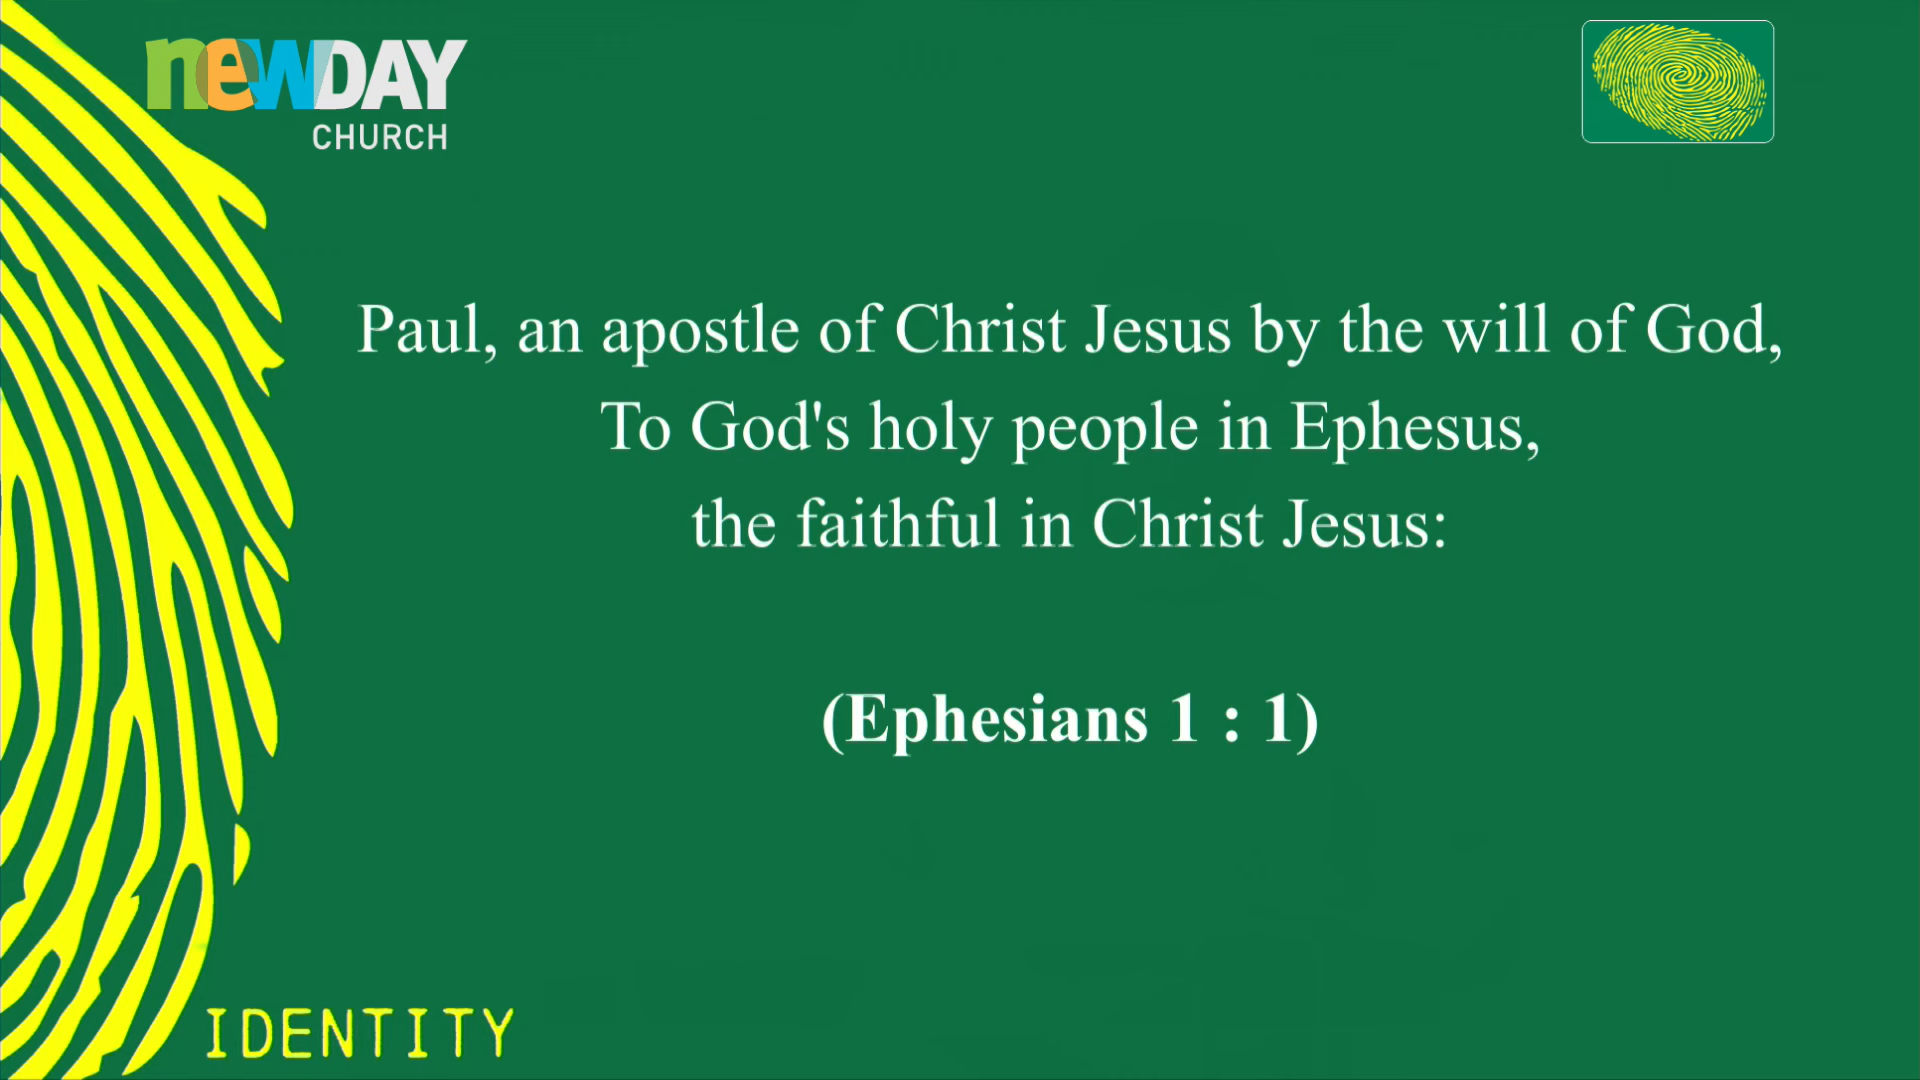 newDAY
CHURCH
Paul, an apostle of Christ Jesus by the will of God,
To God's holy people in Ephesus,
the faithful in Christ Jesus:
(Ephesians 1 : 1)
IDENTITY